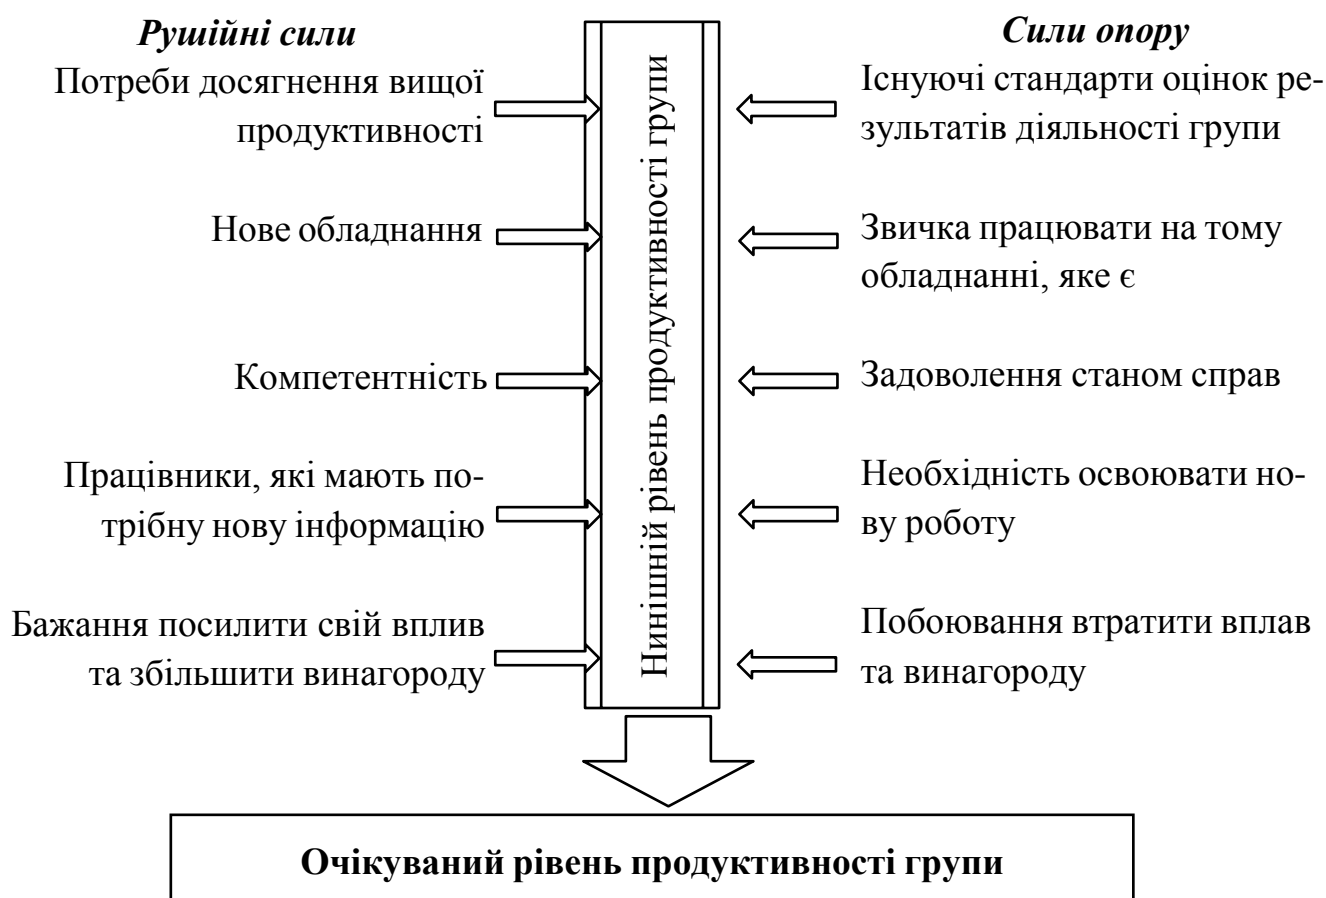 Рушійні сили
Потреби досягнення вищої
продуктивності
Нове обладнання
Компетентність
Працівники, які мають по-
трібну нову інформацію
Бажання посилити свій вплив
та збільшити винагороду
Нинішній рівень продуктивності групи
Сили опору
Існуючі стандарти оцінок ре-
зультатів діяльності групи
Звичка працювати на тому
обладнанні, яке є
Задоволення станом справ
Необхідність освоювати но-
ву роботу
Побоювання втратити вплав
та винагороду
Очікуваний рівень продуктивності групи